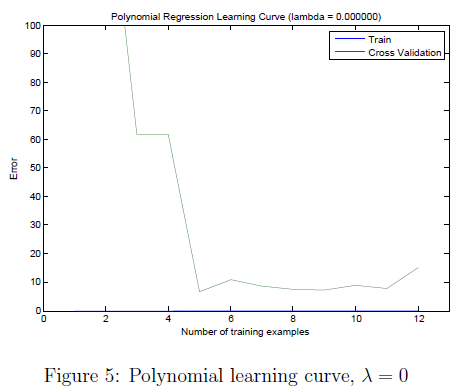 Polynomial Regression Learning Curve (lambda = 0.000000)
100
90
80
70
60
50
40
30
20
10
0
Error
Train
Cross Validation
0 2 4 6 8 10 12
Number of training examples
Figure 5: Polynomial learning curve, λ = 0